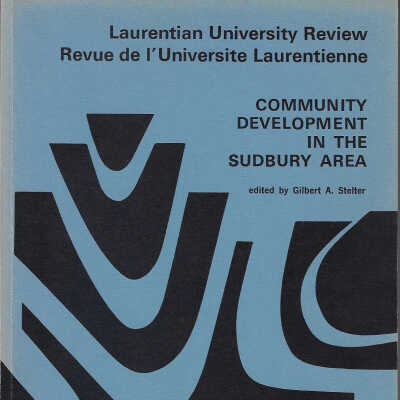 Laurentian University Review
Revue de l'Universite Laurentienne
COMMUNITY
DEVELOPMENT
IN THE
SUDBURY AREA
edited by Gilbert A. Stelter